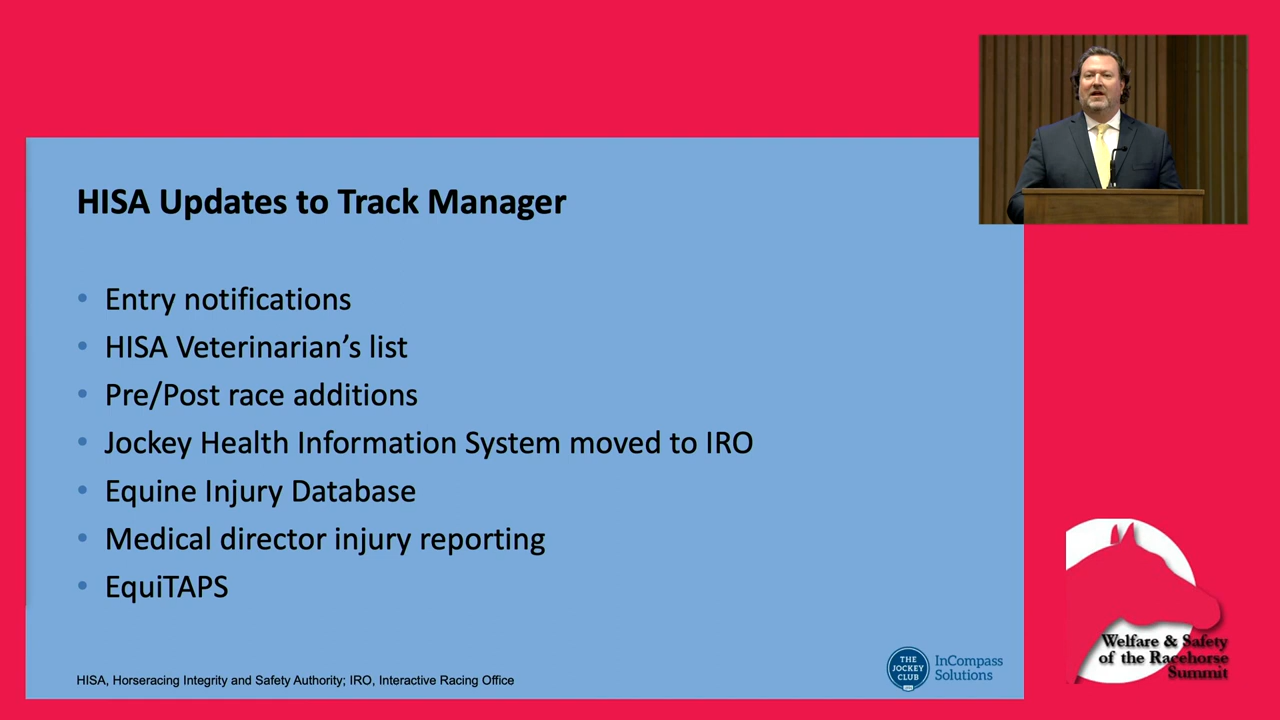 HISA Updates to Track Manager
• Entry notifications
• HISA Veterinarian’s list
• Pre/Post race additions
• Jockey Health Information System moved to IRO
• Equine Injury Database
• Medical director injury reporting
• EquiTAPS
HISA, Horseracing Integrity and Safety Authority; IRO, Interactive Racing Office
THE
JOCKEY
CLUB
InCompass
Solutions
Welfare & Safety
of the Racehorse
Summit